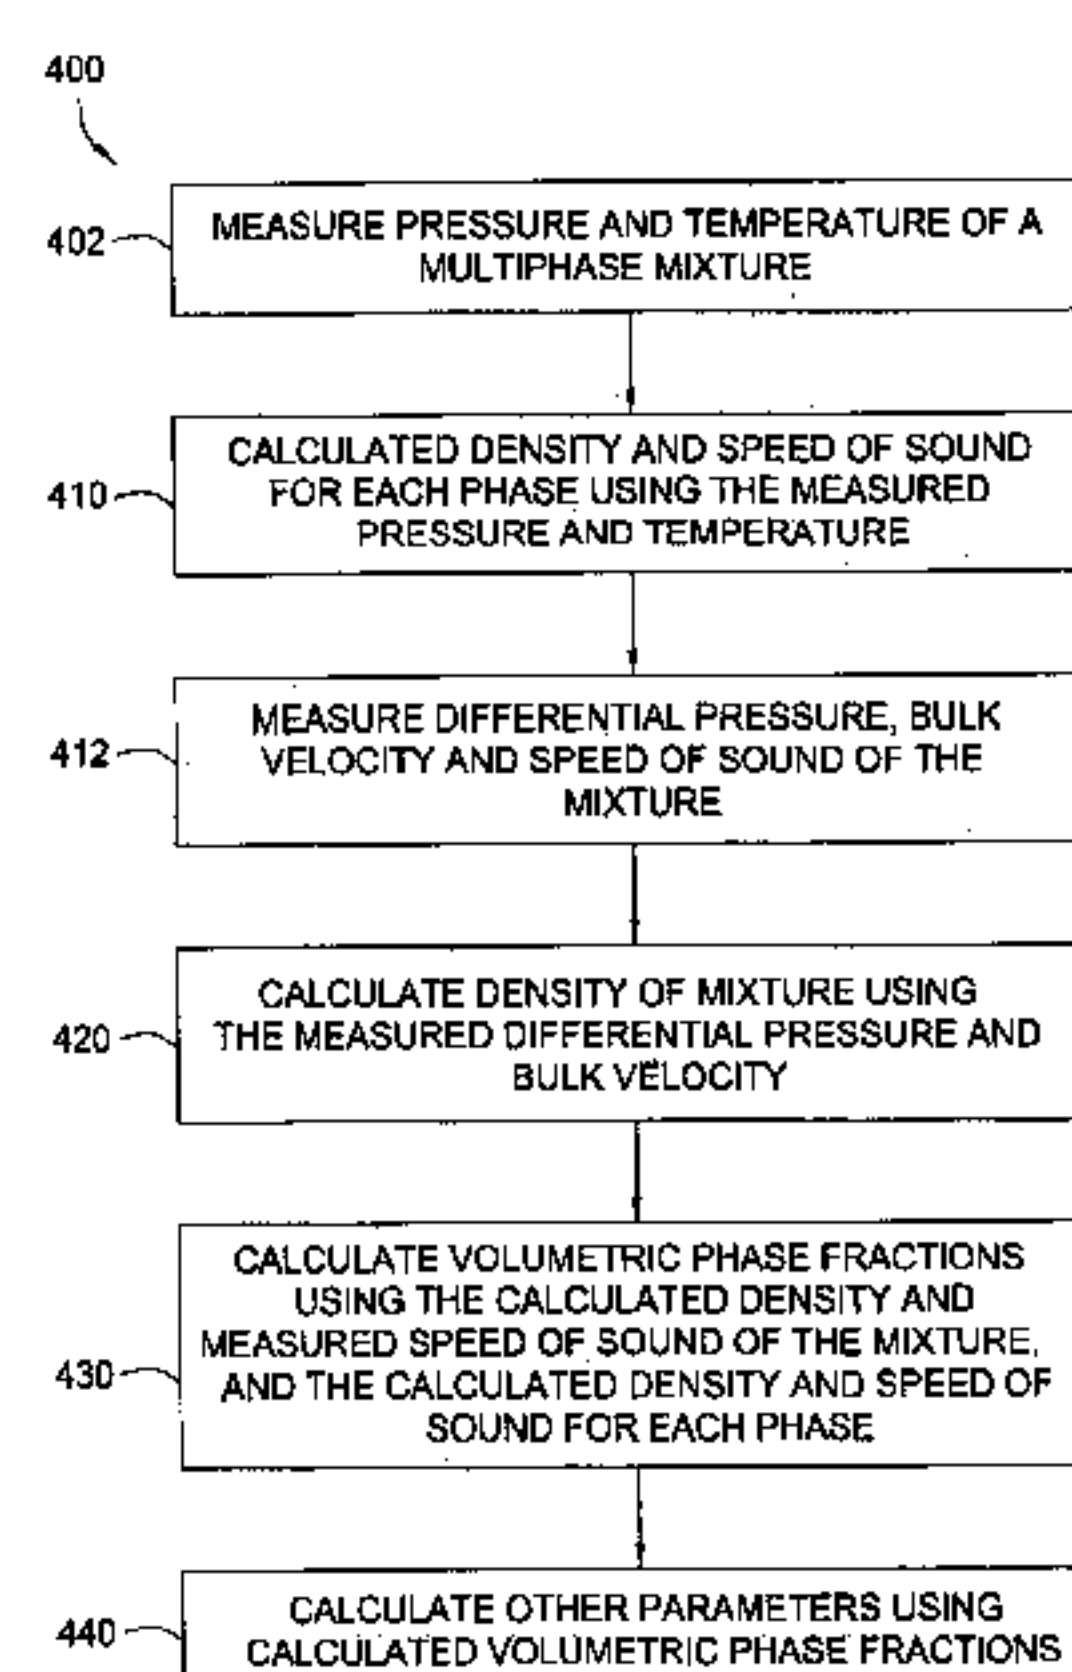 400
402
MEASURE PRESSURE AND TEMPERATURE OF A
MULTIPHASE MIXTURE
410
CALCULATED DENSITY AND SPEED OF SOUND
FOR EACH PHASE USING THE MEASURED
PRESSURE AND TEMPERATURE
412
MEASURE DIFFERENTIAL PRESSURE, BULK
VELOCITY AND SPEED OF SOUND OF THE
MIXTURE
420
CALCULATE DENSITY OF MIXTURE USING
THE MEASURED DIFFERENTIAL PRESSURE AND
BULK VELOCITY
430
CALCULATE VOLUMETRIC PHASE FRACTIONS
USING THE CALCULATED DENSITY AND
MEASURED SPEED OF SOUND OF THE MIXTURE,
AND THE CALCULATED DENSITY AND SPEED OF
SOUND FOR EACH PHASE
440
CALCULATE OTHER PARAMETERS USING
CALCULATED VOLUMETRIC PHASE FRACTIONS